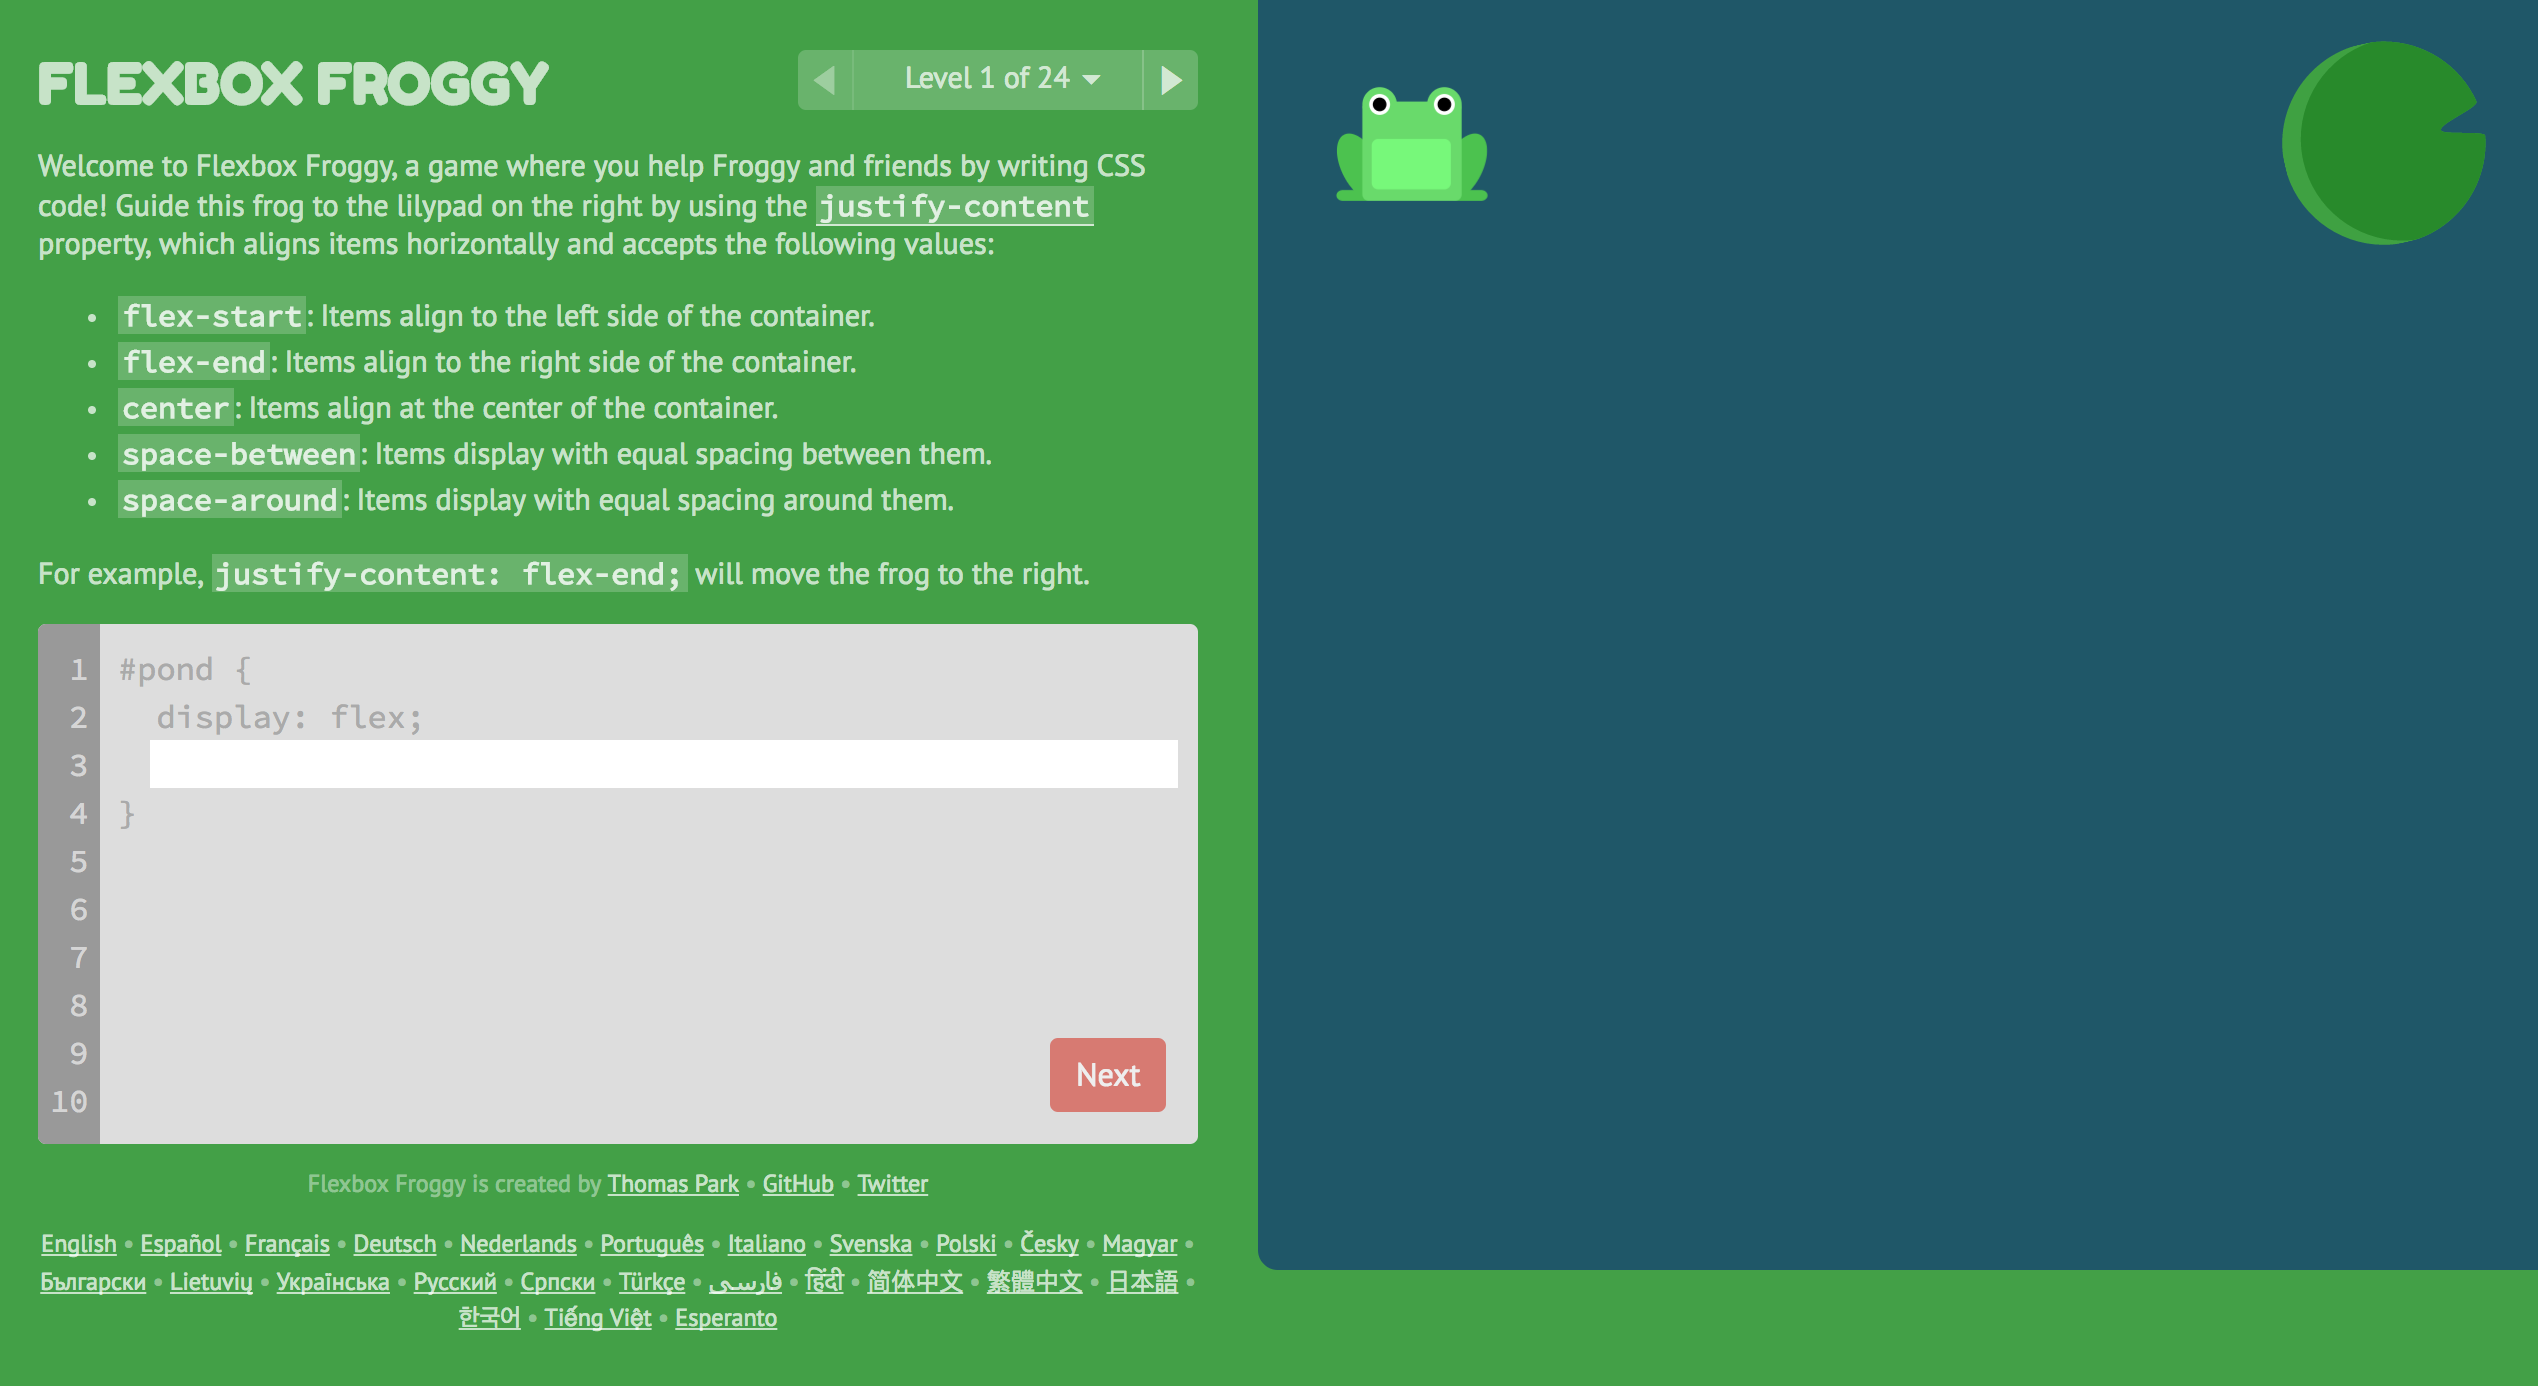 FLEXBOX FROGGY
Level 1 of 24
Welcome to Flexbox Froggy, a game where you help Froggy and friends by writing CSS
code! Guide this frog to the lilypad on the right by using the justify-content
property, which aligns items horizontally and accepts the following values:
• flex-start: Items align to the left side of the container.
• flex-end: Items align to the right side of the container.
• center: Items align at the center of the container.
• space-between: Items display with equal spacing between them.
• space-around: Items display with equal spacing around them.
For example, justify-content: flex-end; will move the frog to the right.
1 #pond {
2 display: flex;
3
4 }
5
6
7
8
9
10
Next
Flexbox Froggy is created by Thomas Park • GitHub • Twitter
English • Español • Français • Deutsch • Nederlands • Português • Italiano • Svenska • Polski • Česky • Magyar •
Български • Lietuvių • Українська • Русский • Српски • Türkçe • فارسی • हिंदी • 简体中文 • 繁體中文 • 日本語 •
한국어 • Tiếng Việt • Esperanto